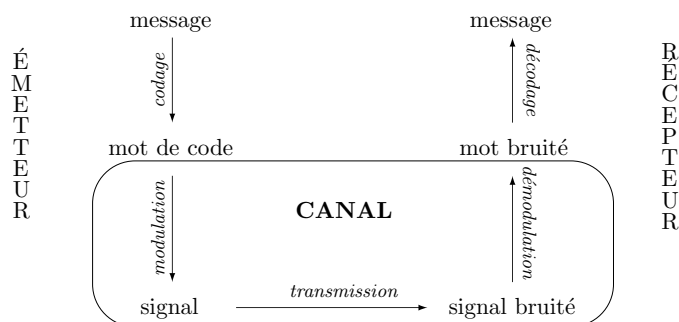 message
message
ÉMETTEUR
codage
décodage
RÉCEPTEUR
mot de code
mot bruité
modulation
CANAL
démodulation
signal
transmission
signal bruité